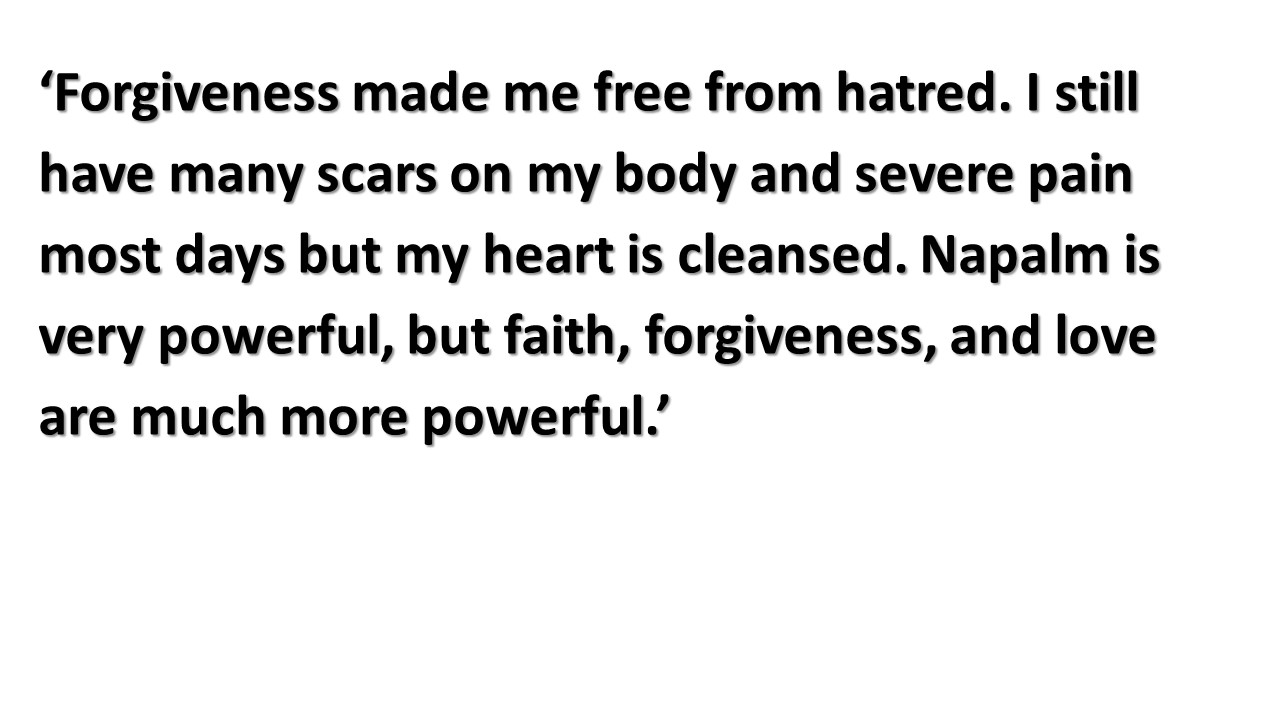 ‘Forgiveness made me free from hatred. I still
have many scars on my body and severe pain
most days but my heart is cleansed. Napalm is
very powerful, but faith, forgiveness, and love
are much more powerful.’